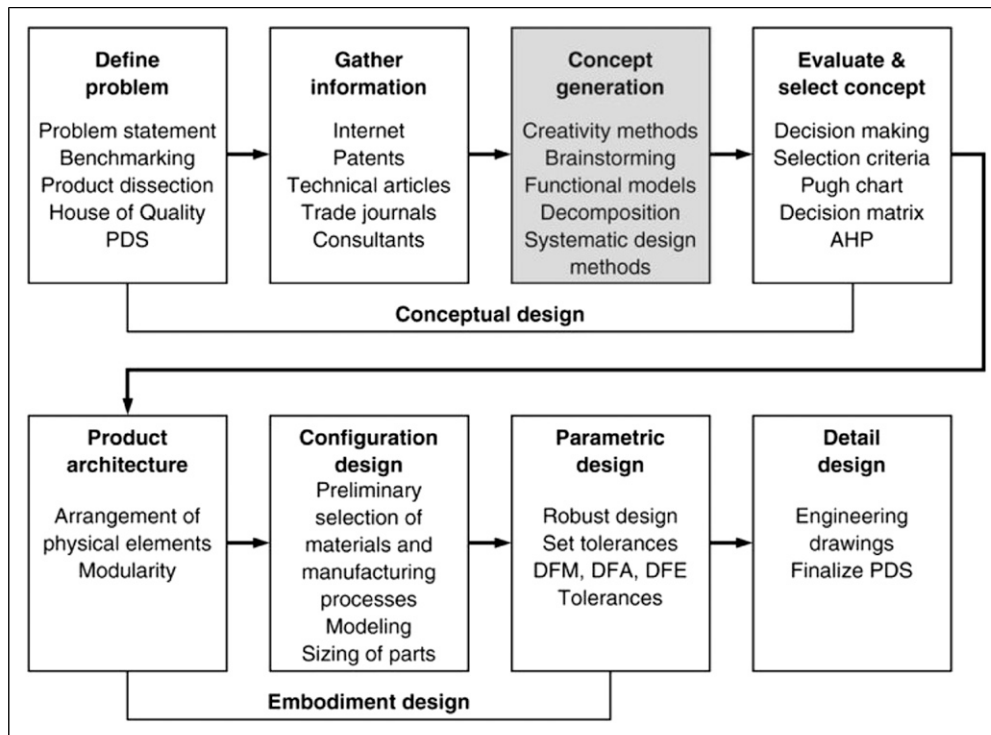 Define
problem
Problem statement
Benchmarking
Product dissection
House of Quality
PDS
Gather
information
Internet
Patents
Technical articles
Trade journals
Consultants
Concept
generation
Creativity methods
Brainstorming
Functional models
Decomposition
Systematic design
methods
Evaluate &
select concept
Decision making
Selection criteria
Pugh chart
Decision matrix
AHP
Conceptual design
Product
architecture
Arrangement of
physical elements
Modularity
Configuration
design
Preliminary
selection of
materials and
manufacturing
processes
Modeling
Sizing of parts
Parametric
design
Robust design
Set tolerances
DFM, DFA, DFE
Tolerances
Detail
design
Engineering
drawings
Finalize PDS
Embodiment design